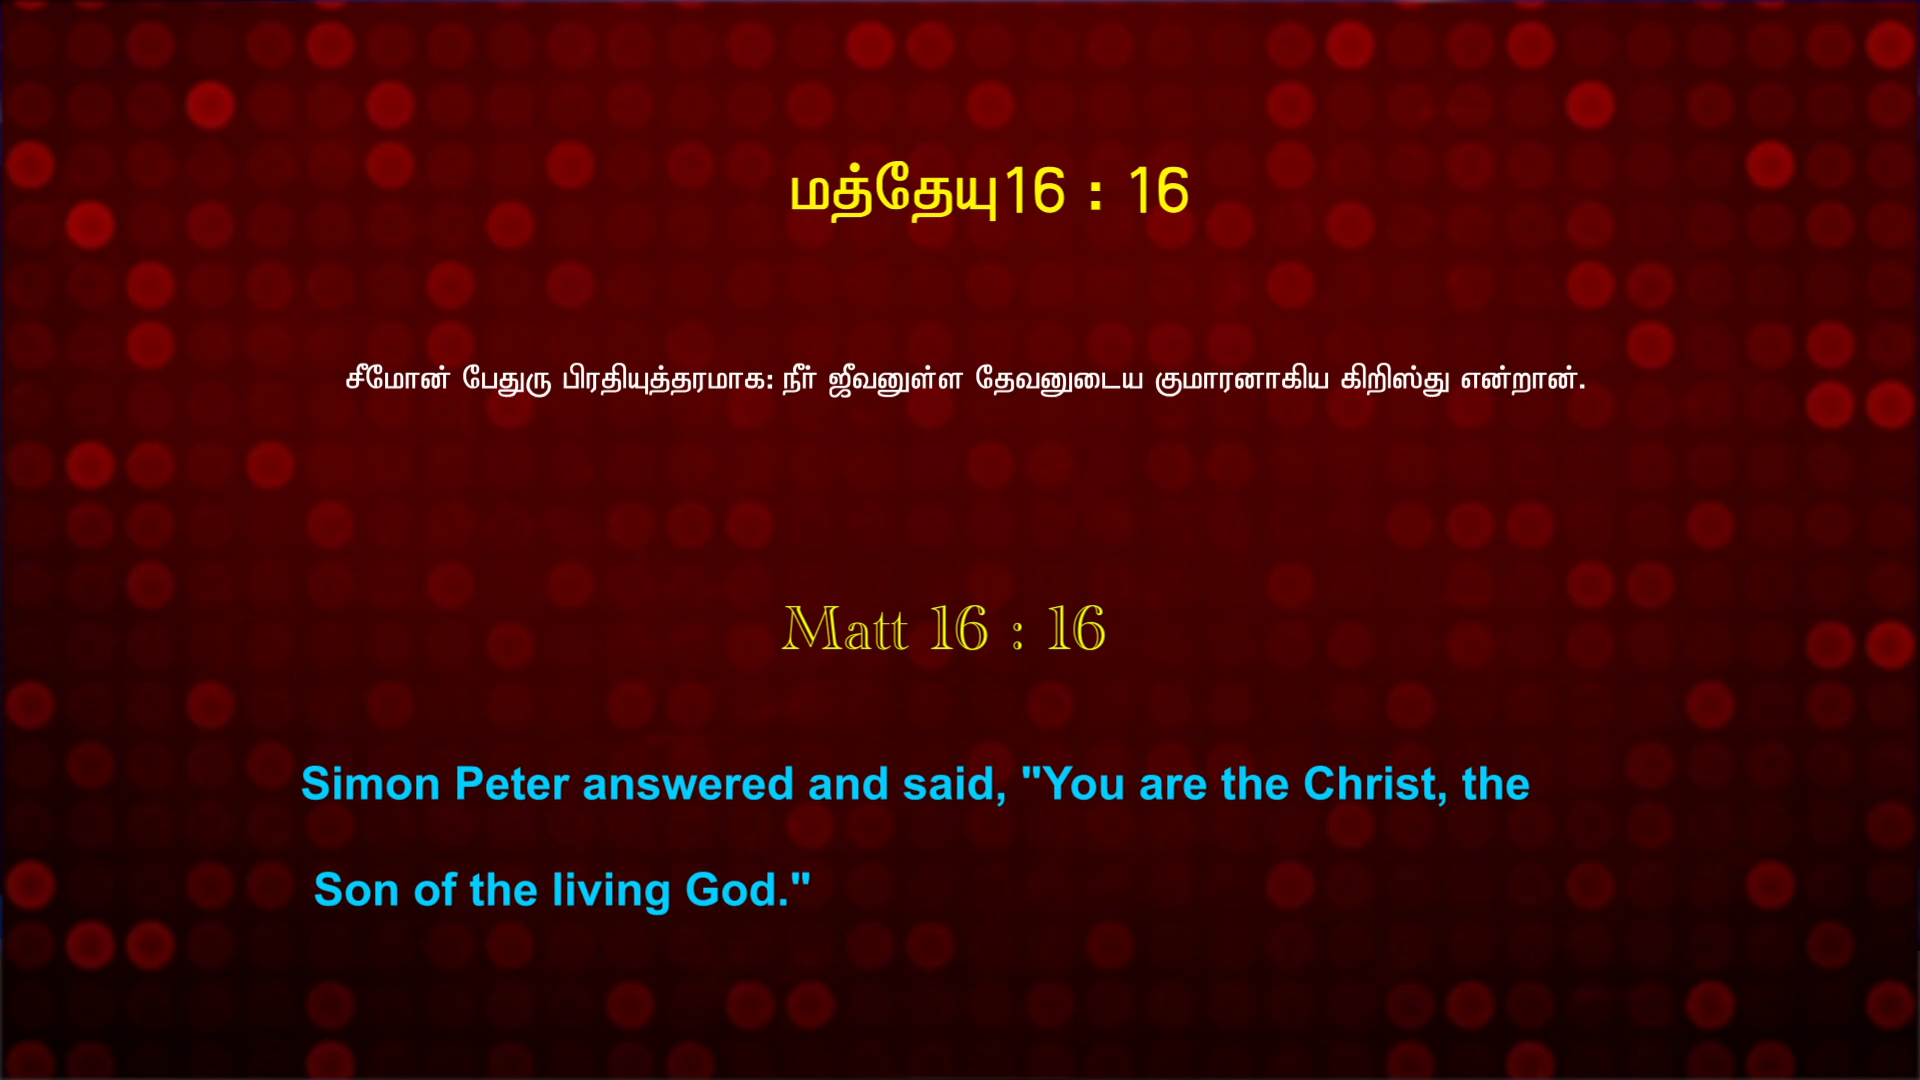 மத்தேயு16 : 16
சீமோன் பேதுரு பிரதியுத்தரமாக: நீர் ஜீவனுள்ள தேவனுடைய குமாரனாகிய கிறிஸ்து என்றான்.
Matt 16 : 16
Simon Peter answered and said, "You are the Christ, the
Son of the living God."